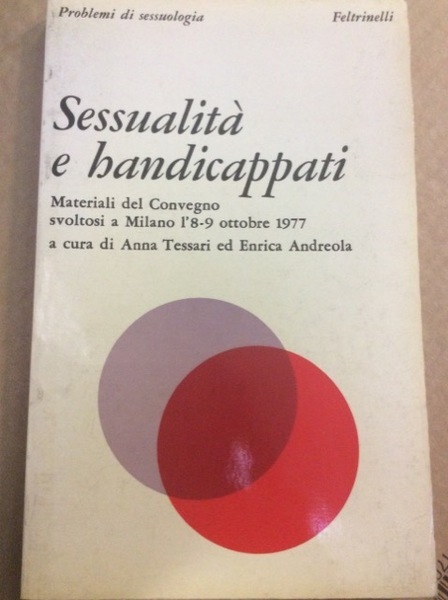 Problemi di sessuologia Feltrinelli
Sessualità
e handicappati
Materiali del Convegno
svoltosi a Milano l'8-9 ottobre 1977
a cura di Anna Tessari ed Enrica Andreola